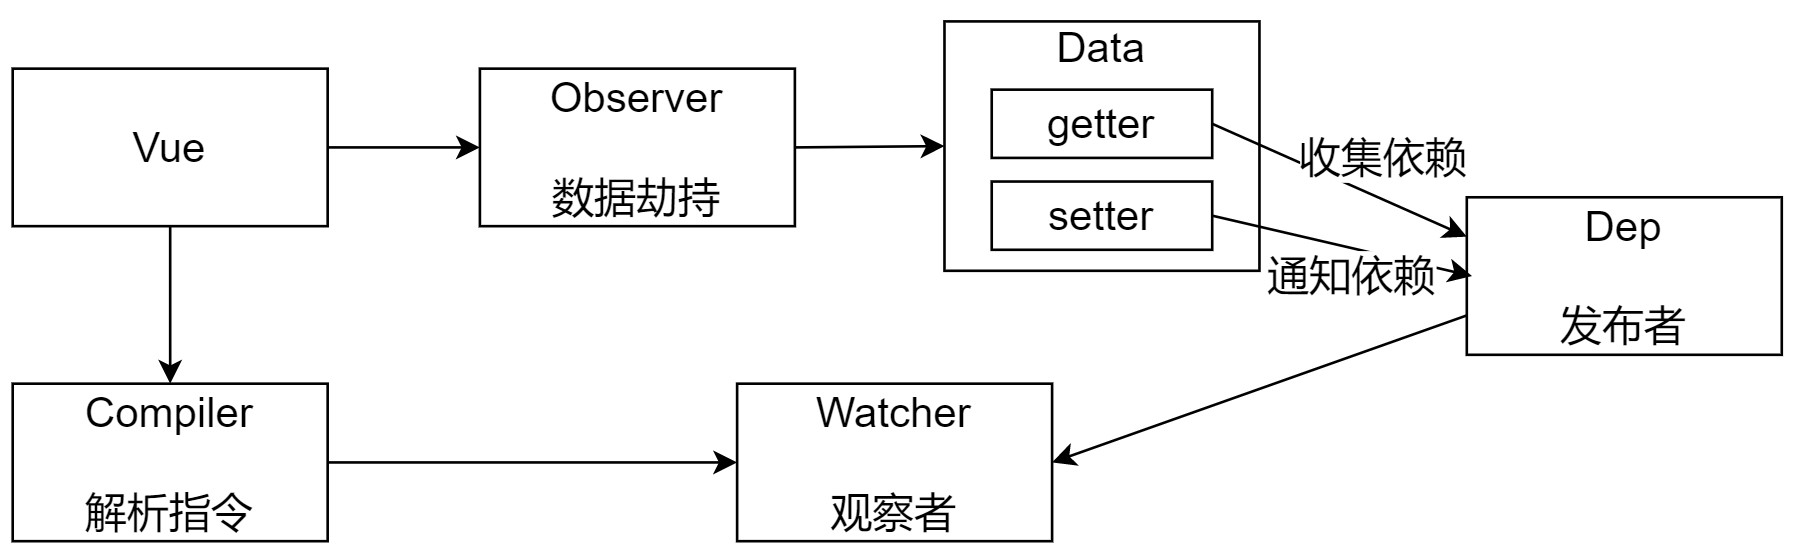 Vue
Observer
数据劫持
Data
getter
setter
收集依赖
通知依赖
Dep
发布者
Compiler
解析指令
Watcher
观察者